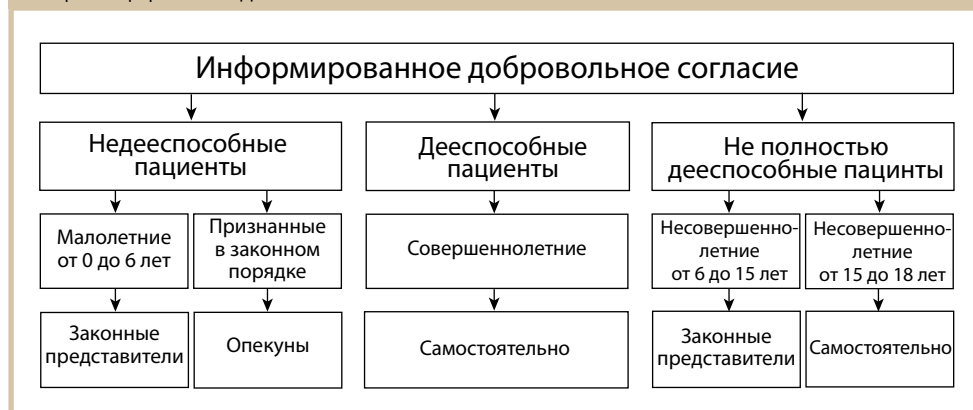 Информированное добровольное согласие
Недееспособные
пациенты
Дееспособные
пациенты
Не полностью
дееспособные пацинты
Малолетние
от 0 до 6 лет
Признанные
в законном
порядке
Совершеннолетние
Несовершенно-
летние
от 6 до 15 лет
Несовершенно-
летние
от 15 до 18 лет
Законные
представители
Опекуны
Самостоятельно
Законные
представители
Самостоятельно